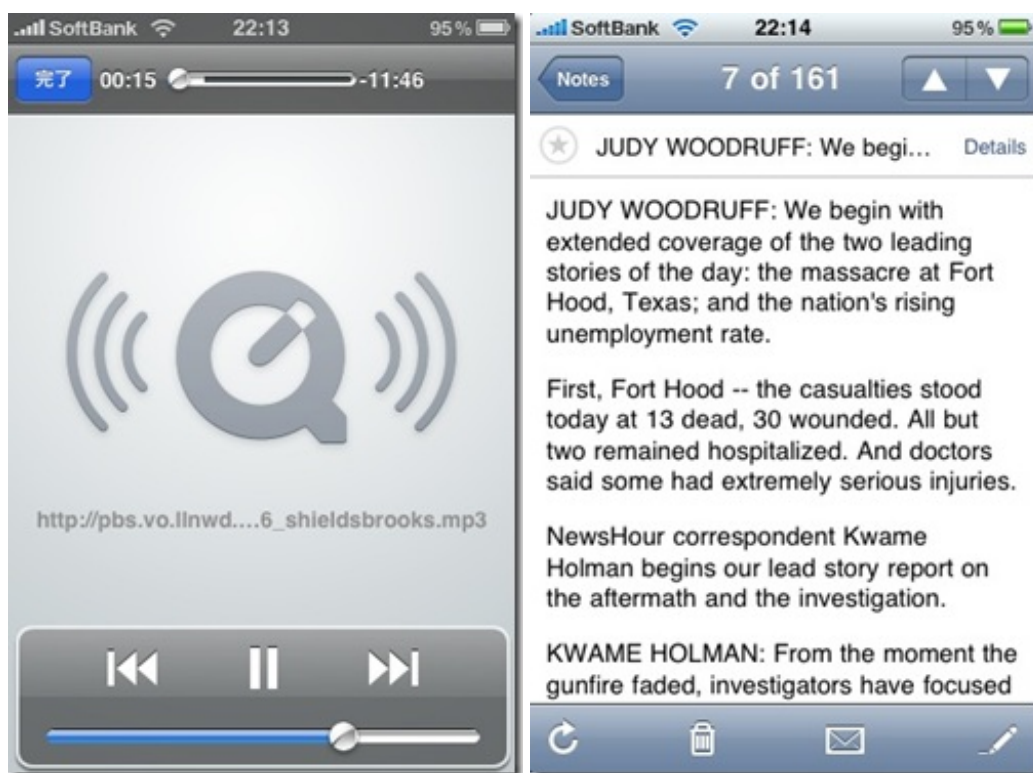 SoftBank 22:13 95%
完了 00:15 -11:46
http://pbs.vo.llnwd....6_shieldsbrooks.mp3
SoftBank 22:14 95%
Notes 7 of 161
JUDY WOODRUFF: We begi... Details
JUDY WOODRUFF: We begin with
extended coverage of the two leading
stories of the day: the massacre at Fort
Hood, Texas; and the nation's rising
unemployment rate.
First, Fort Hood -- the casualties stood
today at 13 dead, 30 wounded. All but
two remained hospitalized. And doctors
said some had extremely serious injuries.
NewsHour correspondent Kwame
Holman begins our lead story report on
the aftermath and the investigation.
KWAME HOLMAN: From the moment the
gunfire faded, investigators have focused